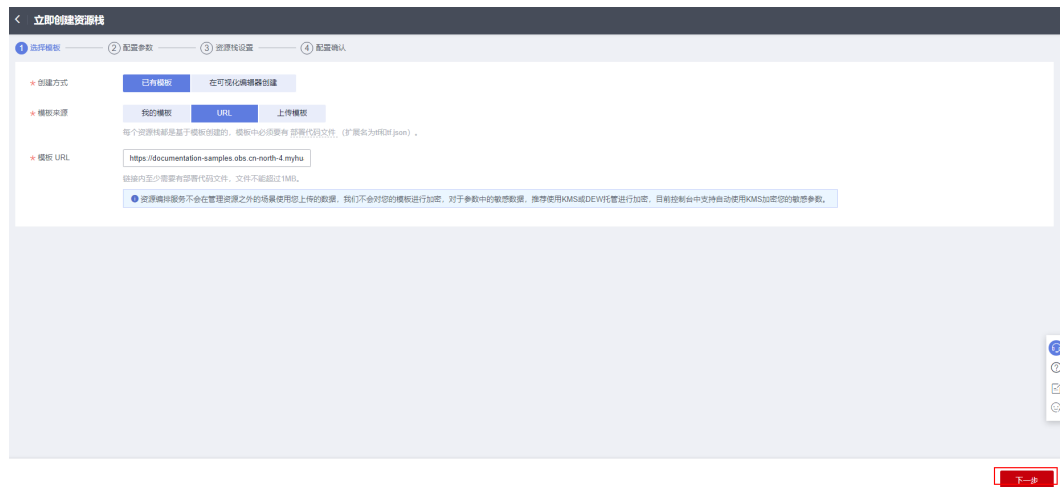 立即创建资源栈
1 选择模板 2 配置参数 3 资源栈设置 4 配置确认
* 创建方式 已有模板 在可视化编辑器创建
* 模板来源 我的模板 URL 上传模板
每个资源栈都是基于模板创建的，模板中必须要有 部署代码文件 （扩展名为tf和tf.json）。
* 模板 URL https://documentation-samples.obs.cn-north-4.myhu
链接内至少需要有部署代码文件，文件不能超过1MB。
资源编排服务不会在管理资源之外的场景使用您上传的数据，我们不会对您的模板进行加密，对于参数中的敏感数据，推荐使用KMS或DEW托管进行加密，目前控制台中支持自动使用KMS加密您的敏感参数。
下一步